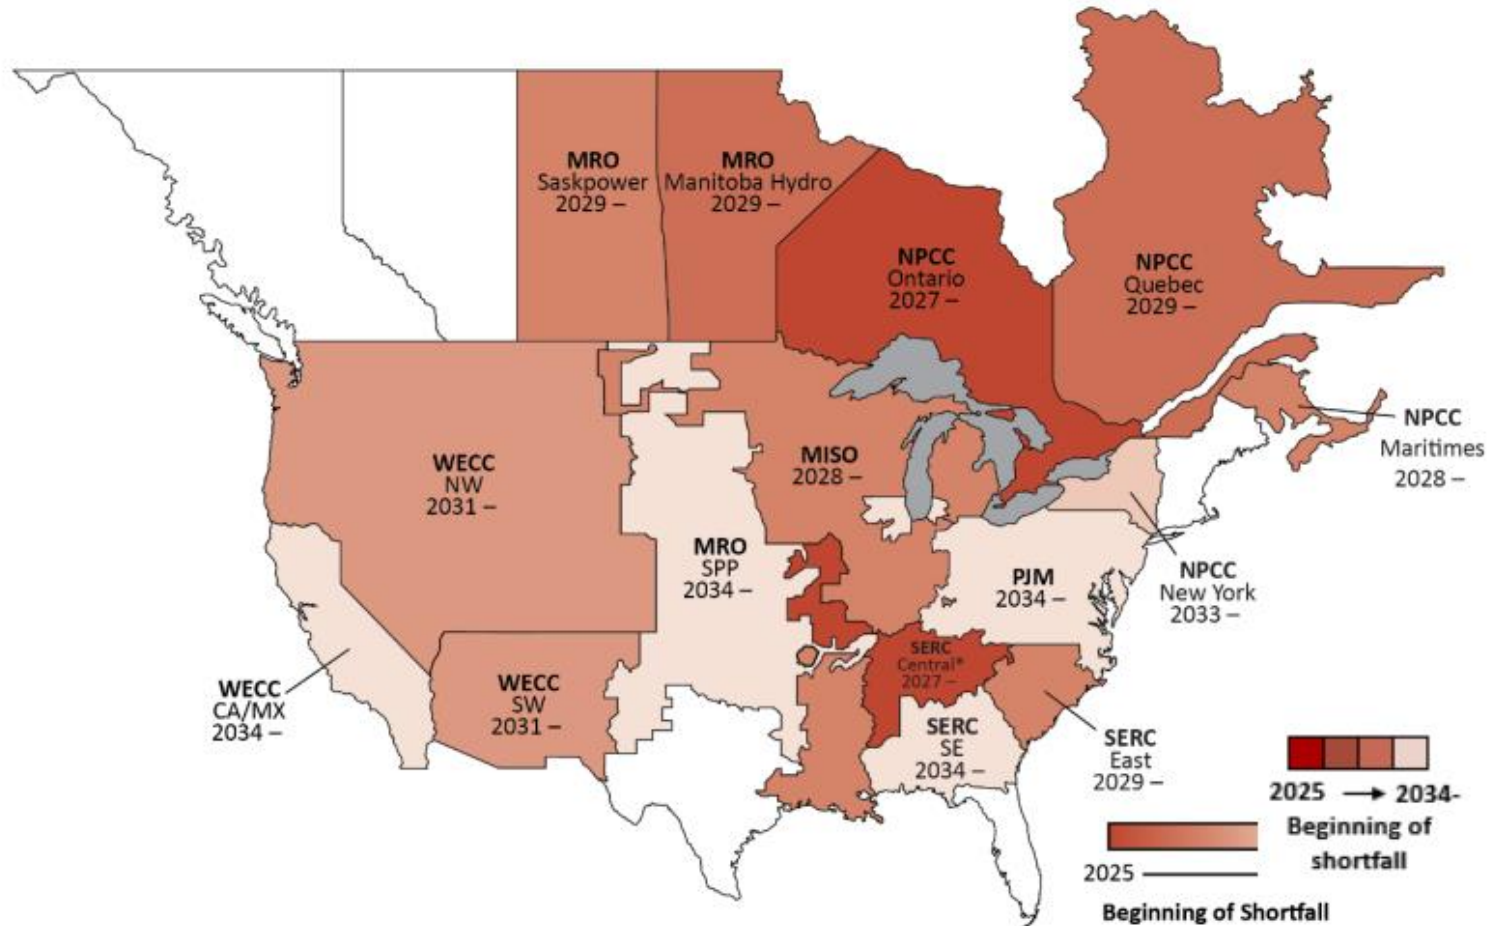 MRO
Saskpower
2029 –
MRO
Manitoba Hydro
2029 –
NPCC
Ontario
2027 –
NPCC
Quebec
2029 –
NPCC
Maritimes
2028 –
WECC
NW
2031 –
MISO
2028 –
MRO
SPP
2034 –
PJM
2034 –
NPCC
New York
2033 –
WECC
CA/MX
2034 –
WECC
SW
2031 –
SERC
Central*
2027 –
SERC
SE
2034 –
SERC
East
2029 –
2025 → 2034-
Beginning of
shortfall
2025
Beginning of Shortfall